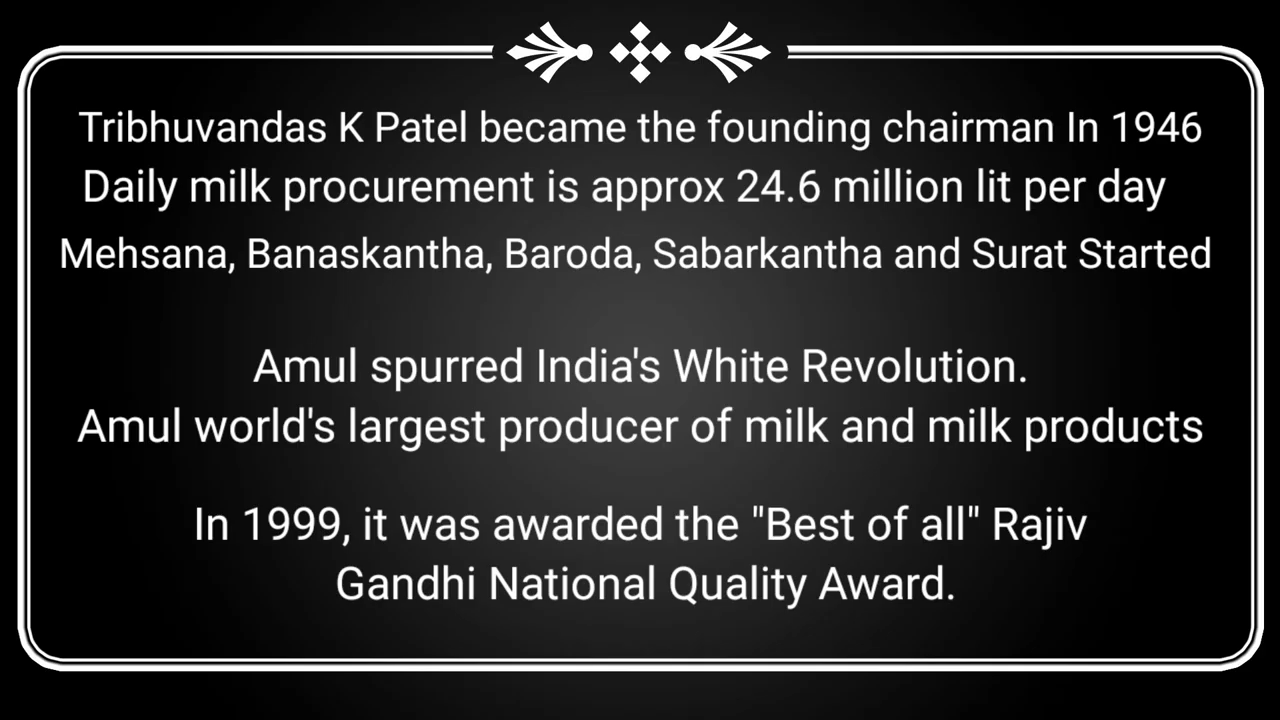 Tribhuvandas K Patel became the founding chairman In 1946
Daily milk procurement is approx 24.6 million lit per day
Mehsana, Banaskantha, Baroda, Sabarkantha and Surat Started
Amul spurred India's White Revolution.
Amul world's largest producer of milk and milk products
In 1999, it was awarded the "Best of all" Rajiv
Gandhi National Quality Award.